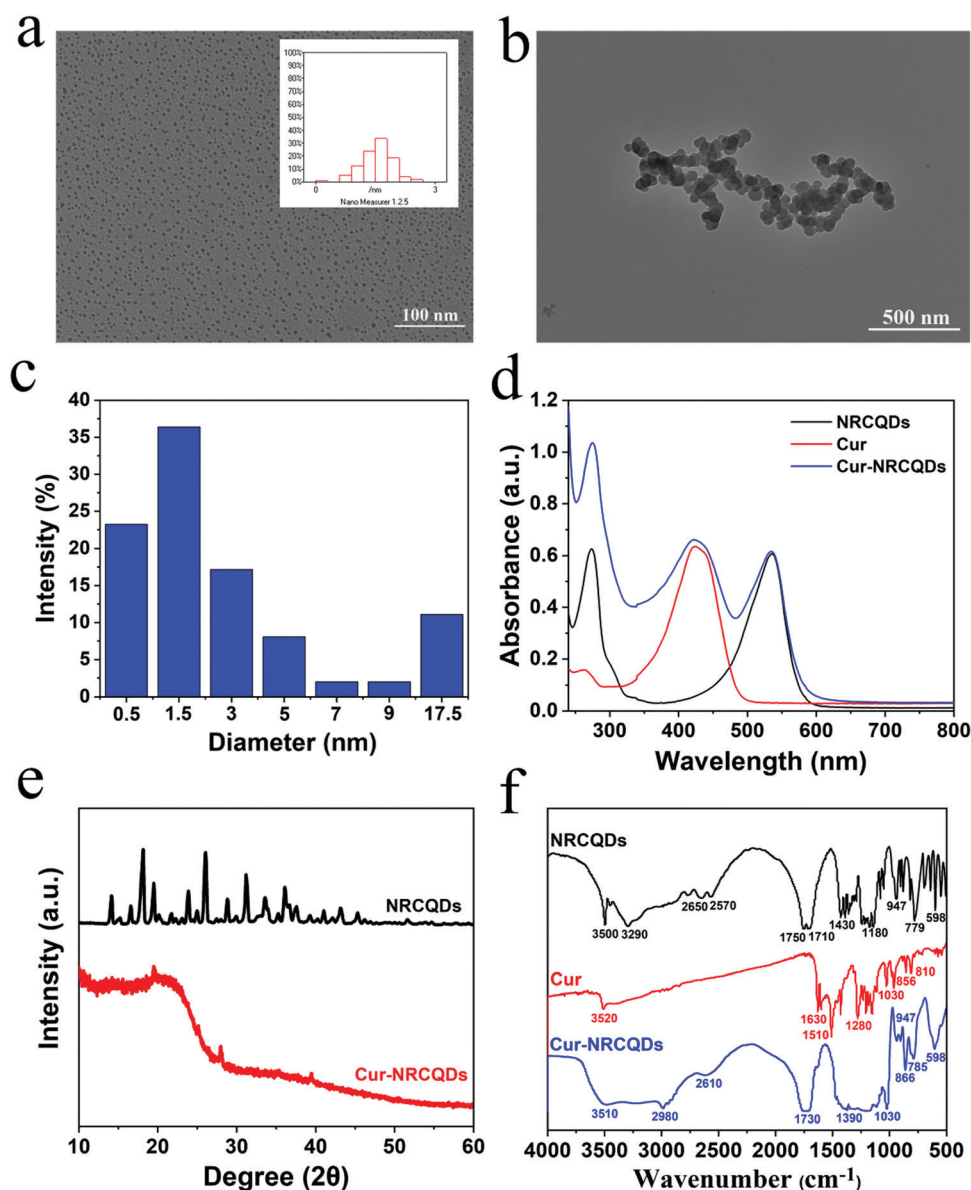 a
100%
90%
80%
70%
60%
50%
40%
30%
20%
10%
0%
0 /nm 3
Nano Measurer 1.2.5
100 nm
b
500 nm
c
Intensity (%)
40
35
30
25
20
15
10
5
0
0.5 1.5 3 5 7 9 17.5
Diameter (nm)
d
Absorbance (a.u.)
1.2
1.0
0.8
0.6
0.4
0.2
0.0
NRCQDs
Cur
Cur-NRCQDs
300 400 500 600 700 800
Wavelength (nm)
e
Intensity (a.u.)
NRCQDs
Cur-NRCQDs
10 20 30 40 50 60
Degree (2θ)
f
NRCQDs
3500 3290 2650 2570 1750 1710 1430 1180 947 779 598
Cur
3520 1630 1510 1280 1030 856 810
Cur-NRCQDs
3510 2980 2610 1730 1390 1030 947 866 785 598
4000 3500 3000 2500 2000 1500 1000 500
Wavenumber (cm⁻¹)